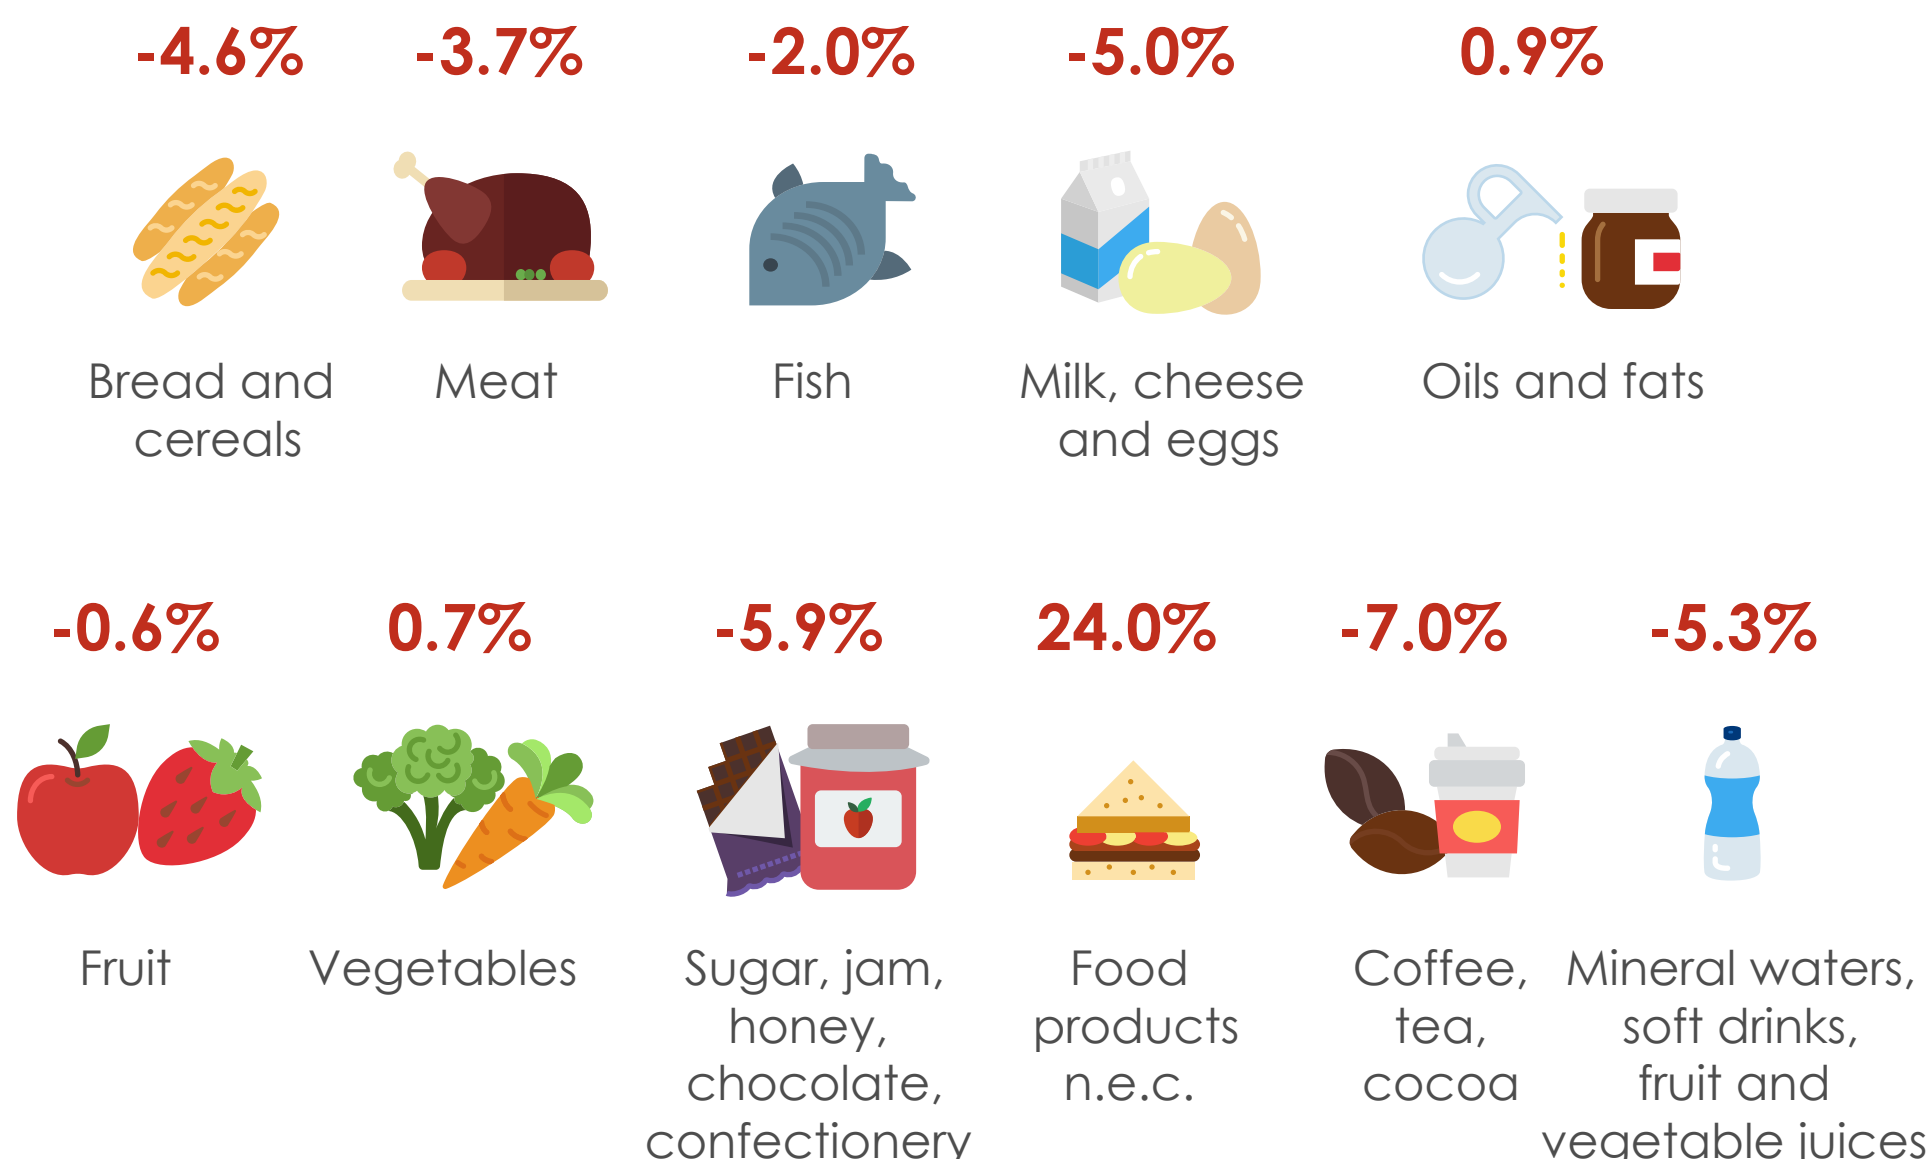 -4.6% -3.7% -2.0% -5.0% 0.9%
Bread and Meat Fish Milk, cheese Oils and fats
cereals and eggs
-0.6% 0.7% -5.9% 24.0% -7.0% -5.3%
Fruit Vegetables Sugar, jam, Food Coffee, Mineral waters,
honey, products tea, soft drinks,
chocolate, n.e.c. cocoa fruit and
confectionery vegetable juices